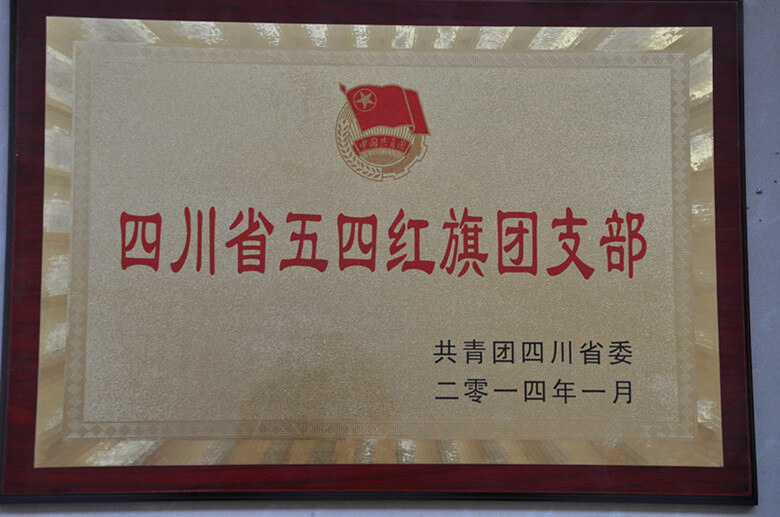 中国共青团
四川省五四红旗团支部
共青团四川省委
二零一四年一月